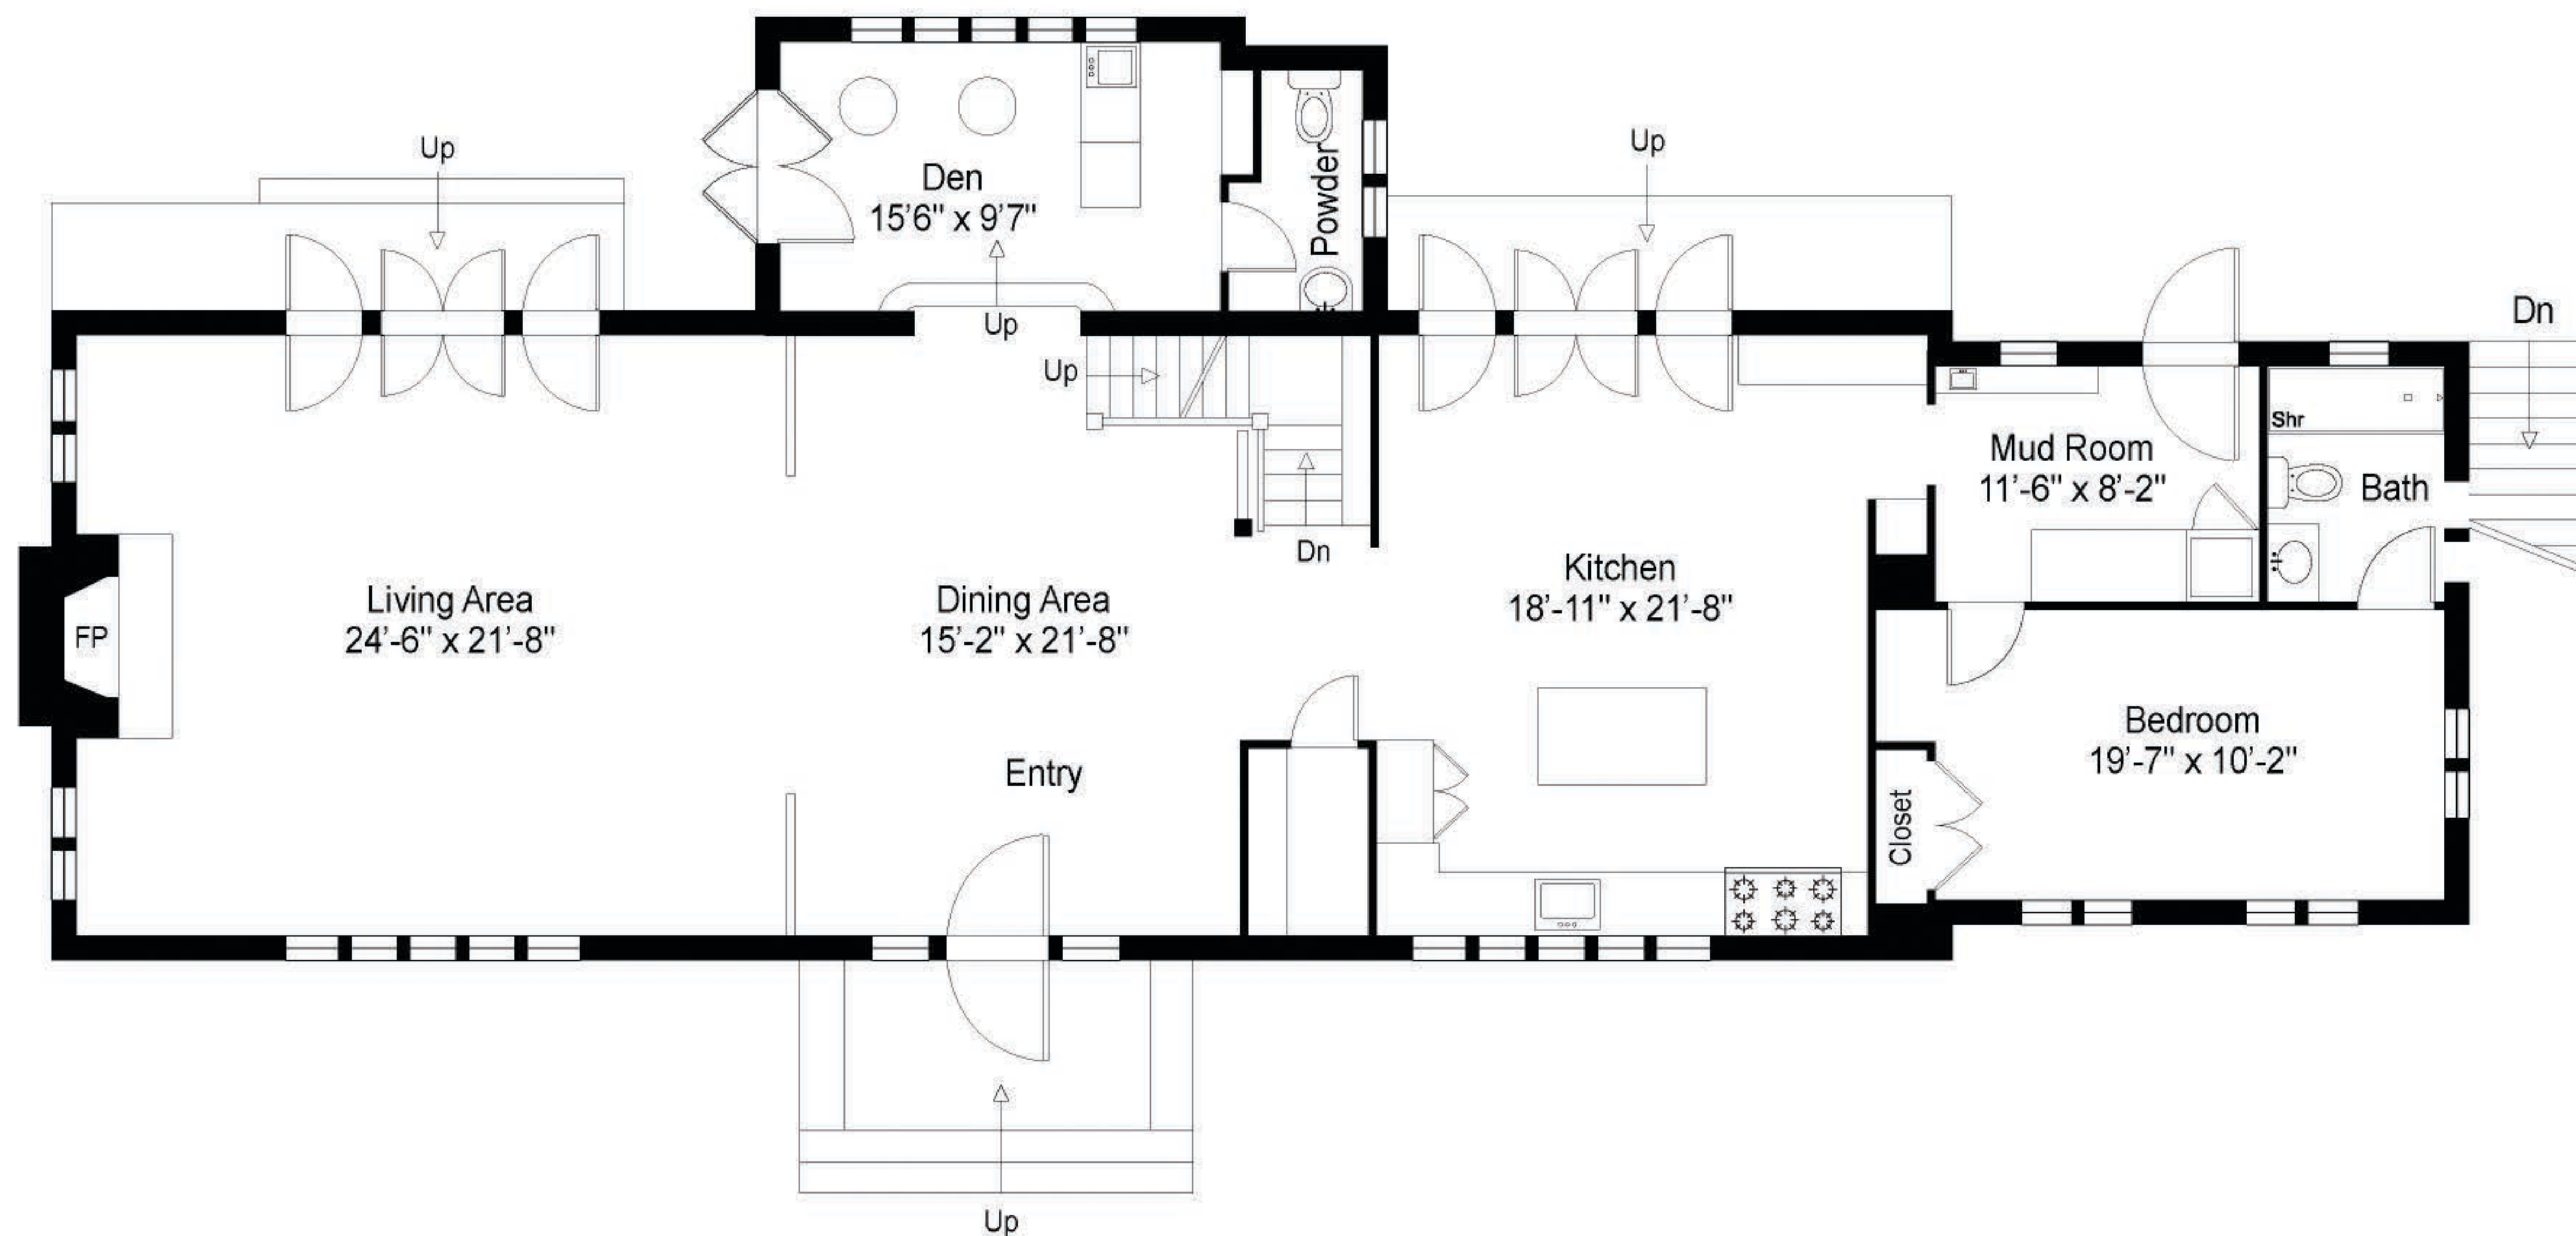 Up
Den
15'6" x 9'7"
Powder
Up
Up
Up
Dn
Dn
Living Area
24'-6" x 21'-8"
FP
Dining Area
15'-2" x 21'-8"
Entry
Kitchen
18'-11" x 21'-8"
Mud Room
11'-6" x 8'-2"
Shr
Bath
Bedroom
19'-7" x 10'-2"
Closet
Up